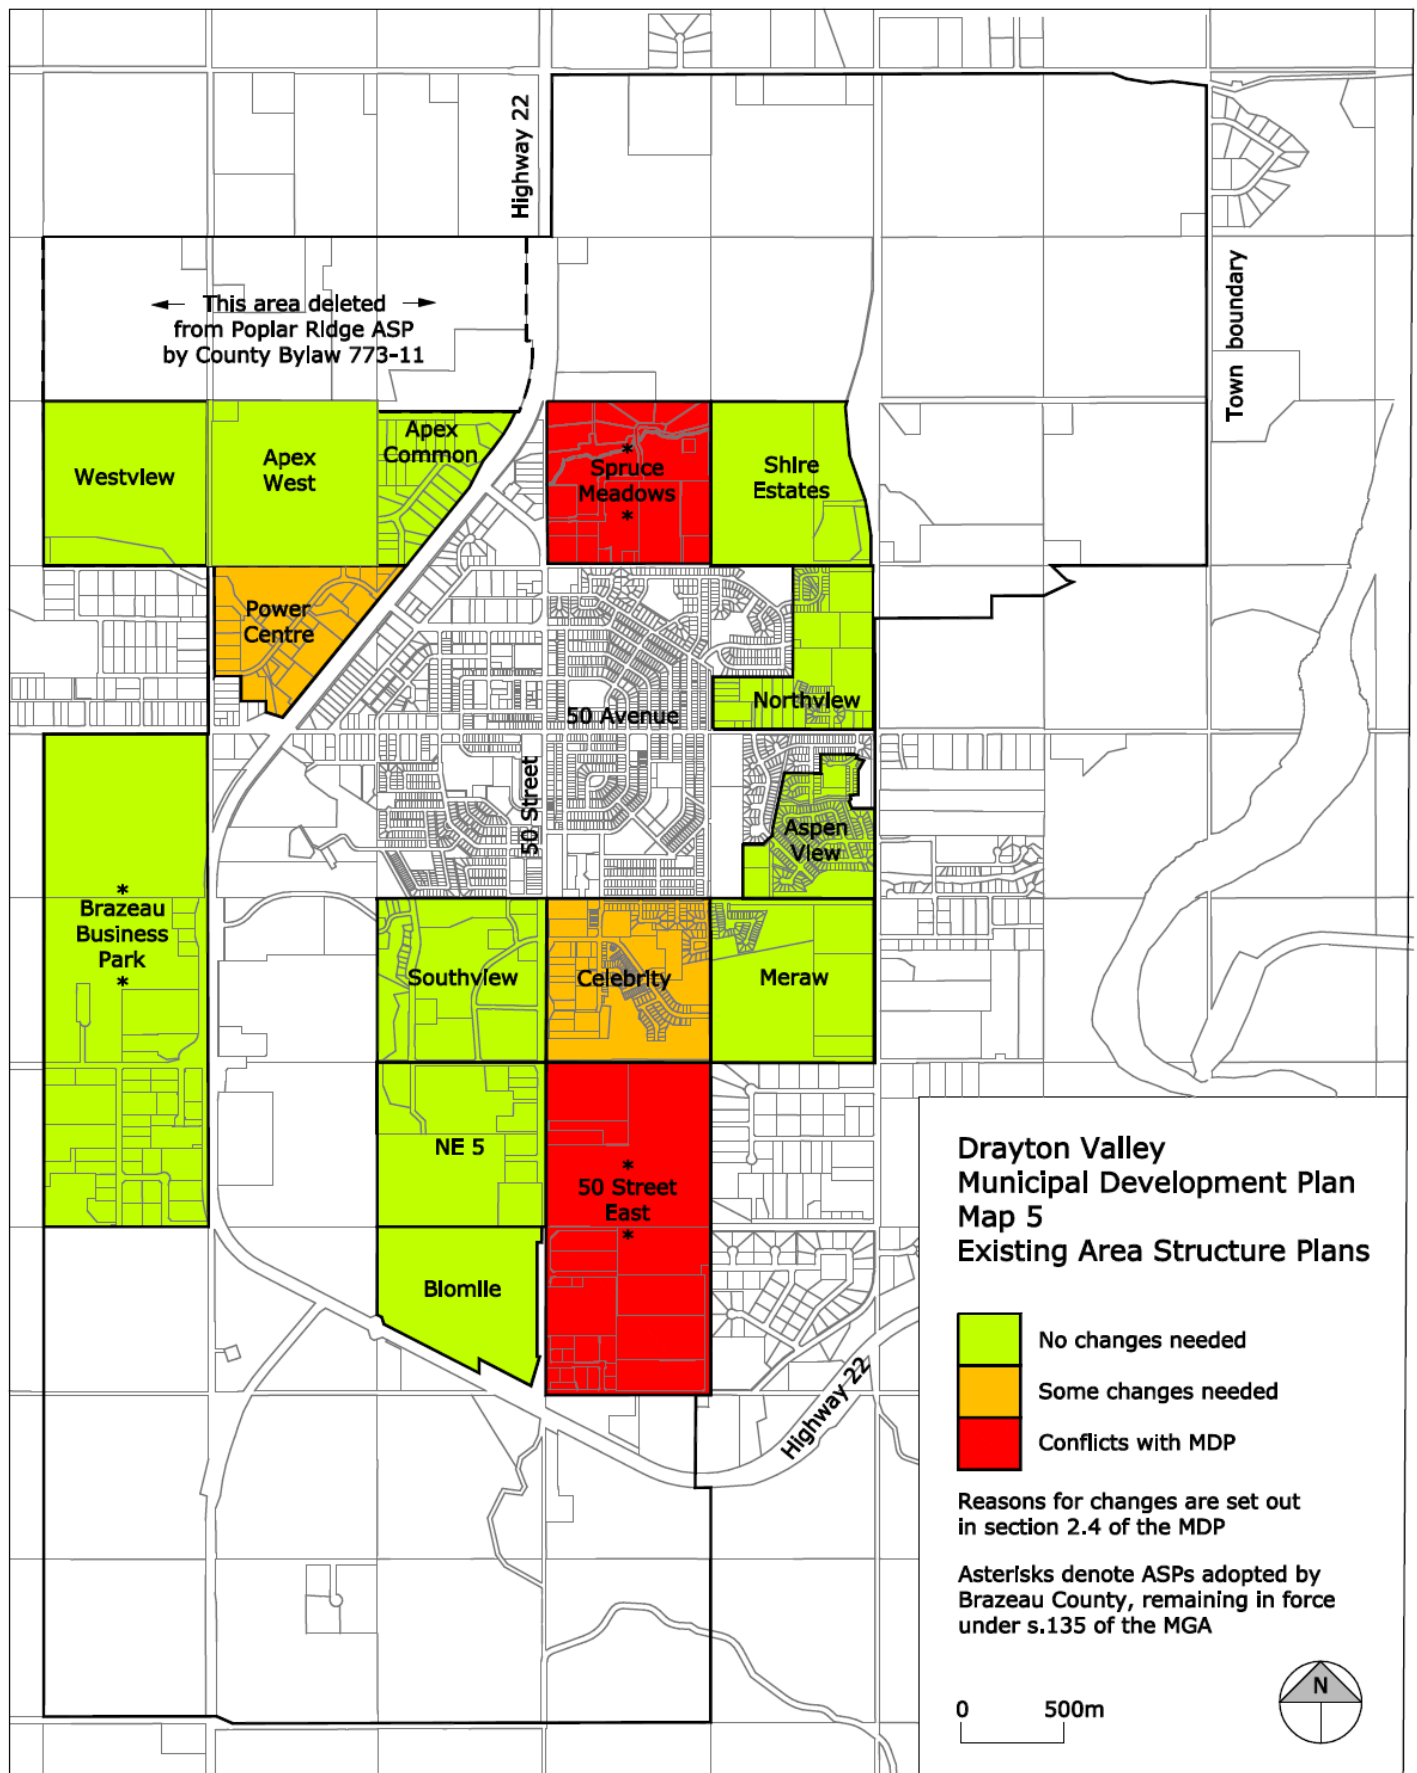 Highway 22
Town boundary
← This area deleted →
from Poplar Ridge ASP
by County Bylaw 773-11
Westview
Apex
West
Apex
Common
*
Spruce
Meadows
*
Shire
Estates
Power
Centre
Northview
50 Avenue
50 Street
Aspen
View
*
Brazeau
Business
Park
*
Southview
Celebrity
Meraw
NE 5
*
50 Street
East
*
Blomlie
Highway 22
Drayton Valley
Municipal Development Plan
Map 5
Existing Area Structure Plans
No changes needed
Some changes needed
Conflicts with MDP
Reasons for changes are set out
in section 2.4 of the MDP
Asterisks denote ASPs adopted by
Brazeau County, remaining in force
under s.135 of the MGA
0 500m
N